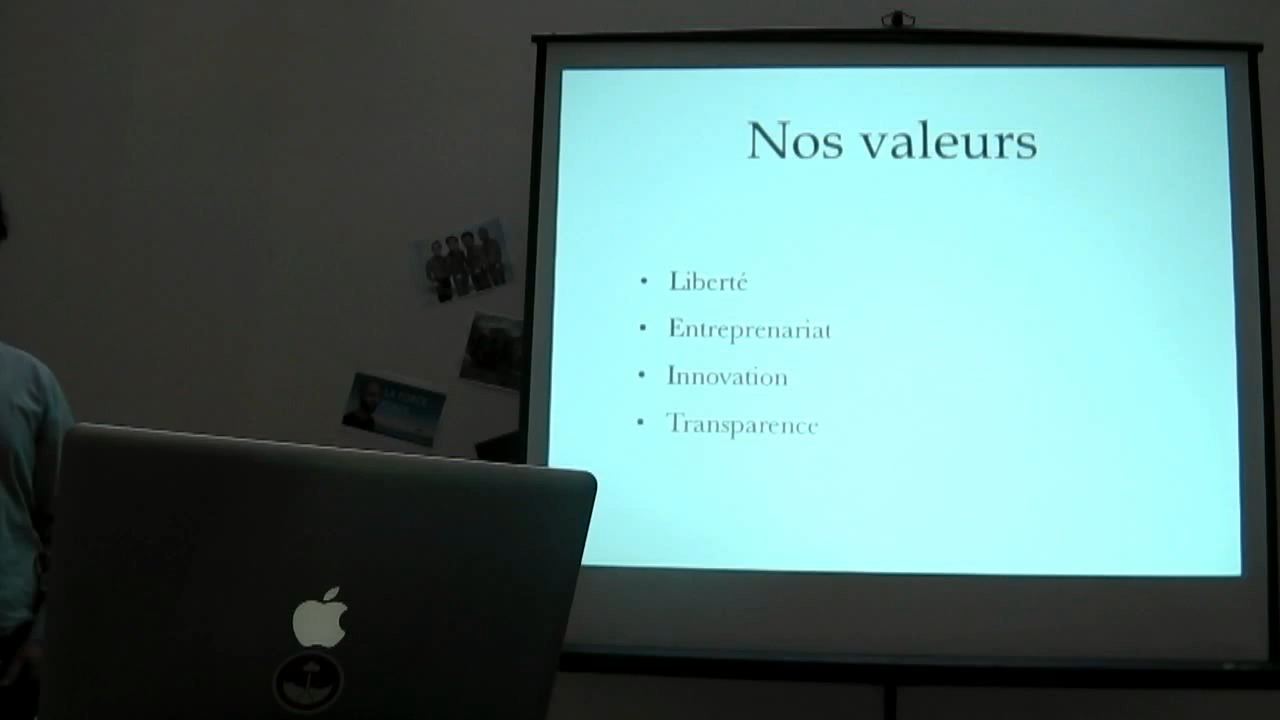 Nos valeurs
• Liberté
• Entreprenariat
• Innovation
• Transparence